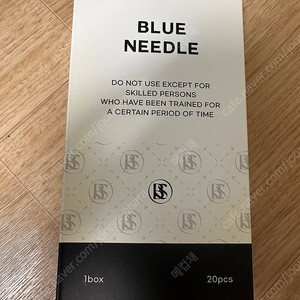 BLUE
NEEDLE
DO NOT USE EXCEPT FOR
SKILLED PERSONS
WHO HAVE BEEN TRAINED FOR
A CERTAIN PERIOD OF TIME
1box
20pcs